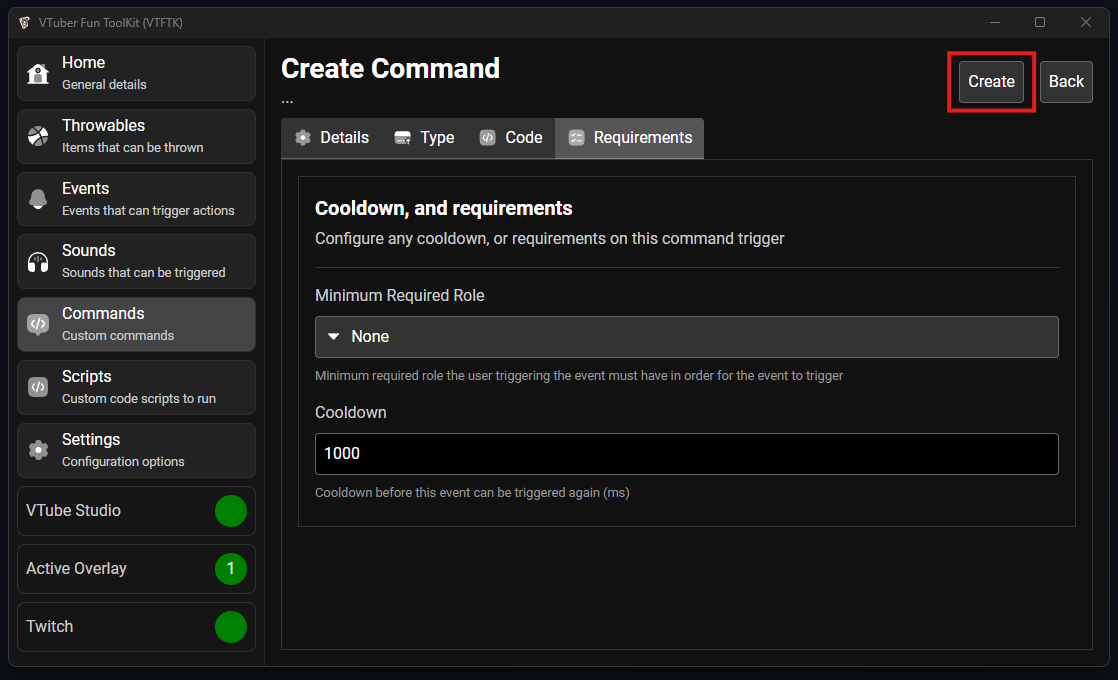 VTuber Fun ToolKit (VTFTK)
Home
General details
Throwables
Items that can be thrown
Events
Events that can trigger actions
Sounds
Sounds that can be triggered
Commands
Custom commands
Scripts
Custom code scripts to run
Settings
Configuration options
VTube Studio
Active Overlay 1
Twitch
Create Command
...
Create Back
Details Type Code Requirements
Cooldown, and requirements
Configure any cooldown, or requirements on this command trigger
Minimum Required Role
None
Minimum required role the user triggering the event must have in order for the event to trigger
Cooldown
1000
Cooldown before this event can be triggered again (ms)